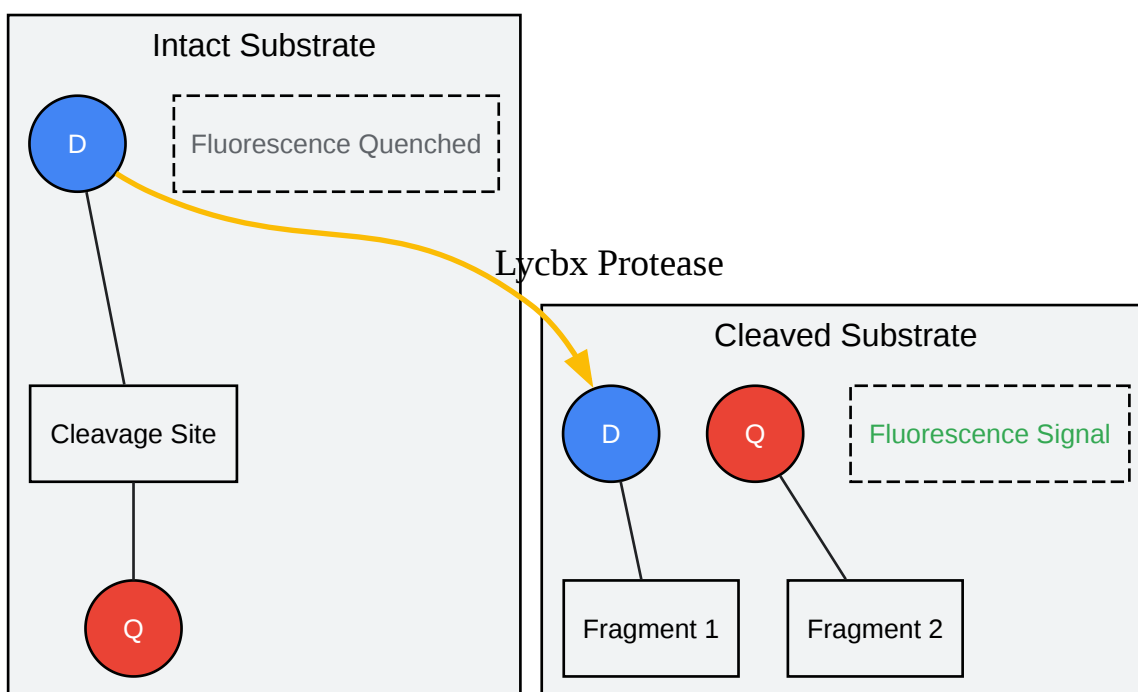 Intact Substrate
D
Fluorescence Quenched
Cleavage Site
Q
Lycbx Protease
Cleaved Substrate
D
Q
Fluorescence Signal
Fragment 1
Fragment 2